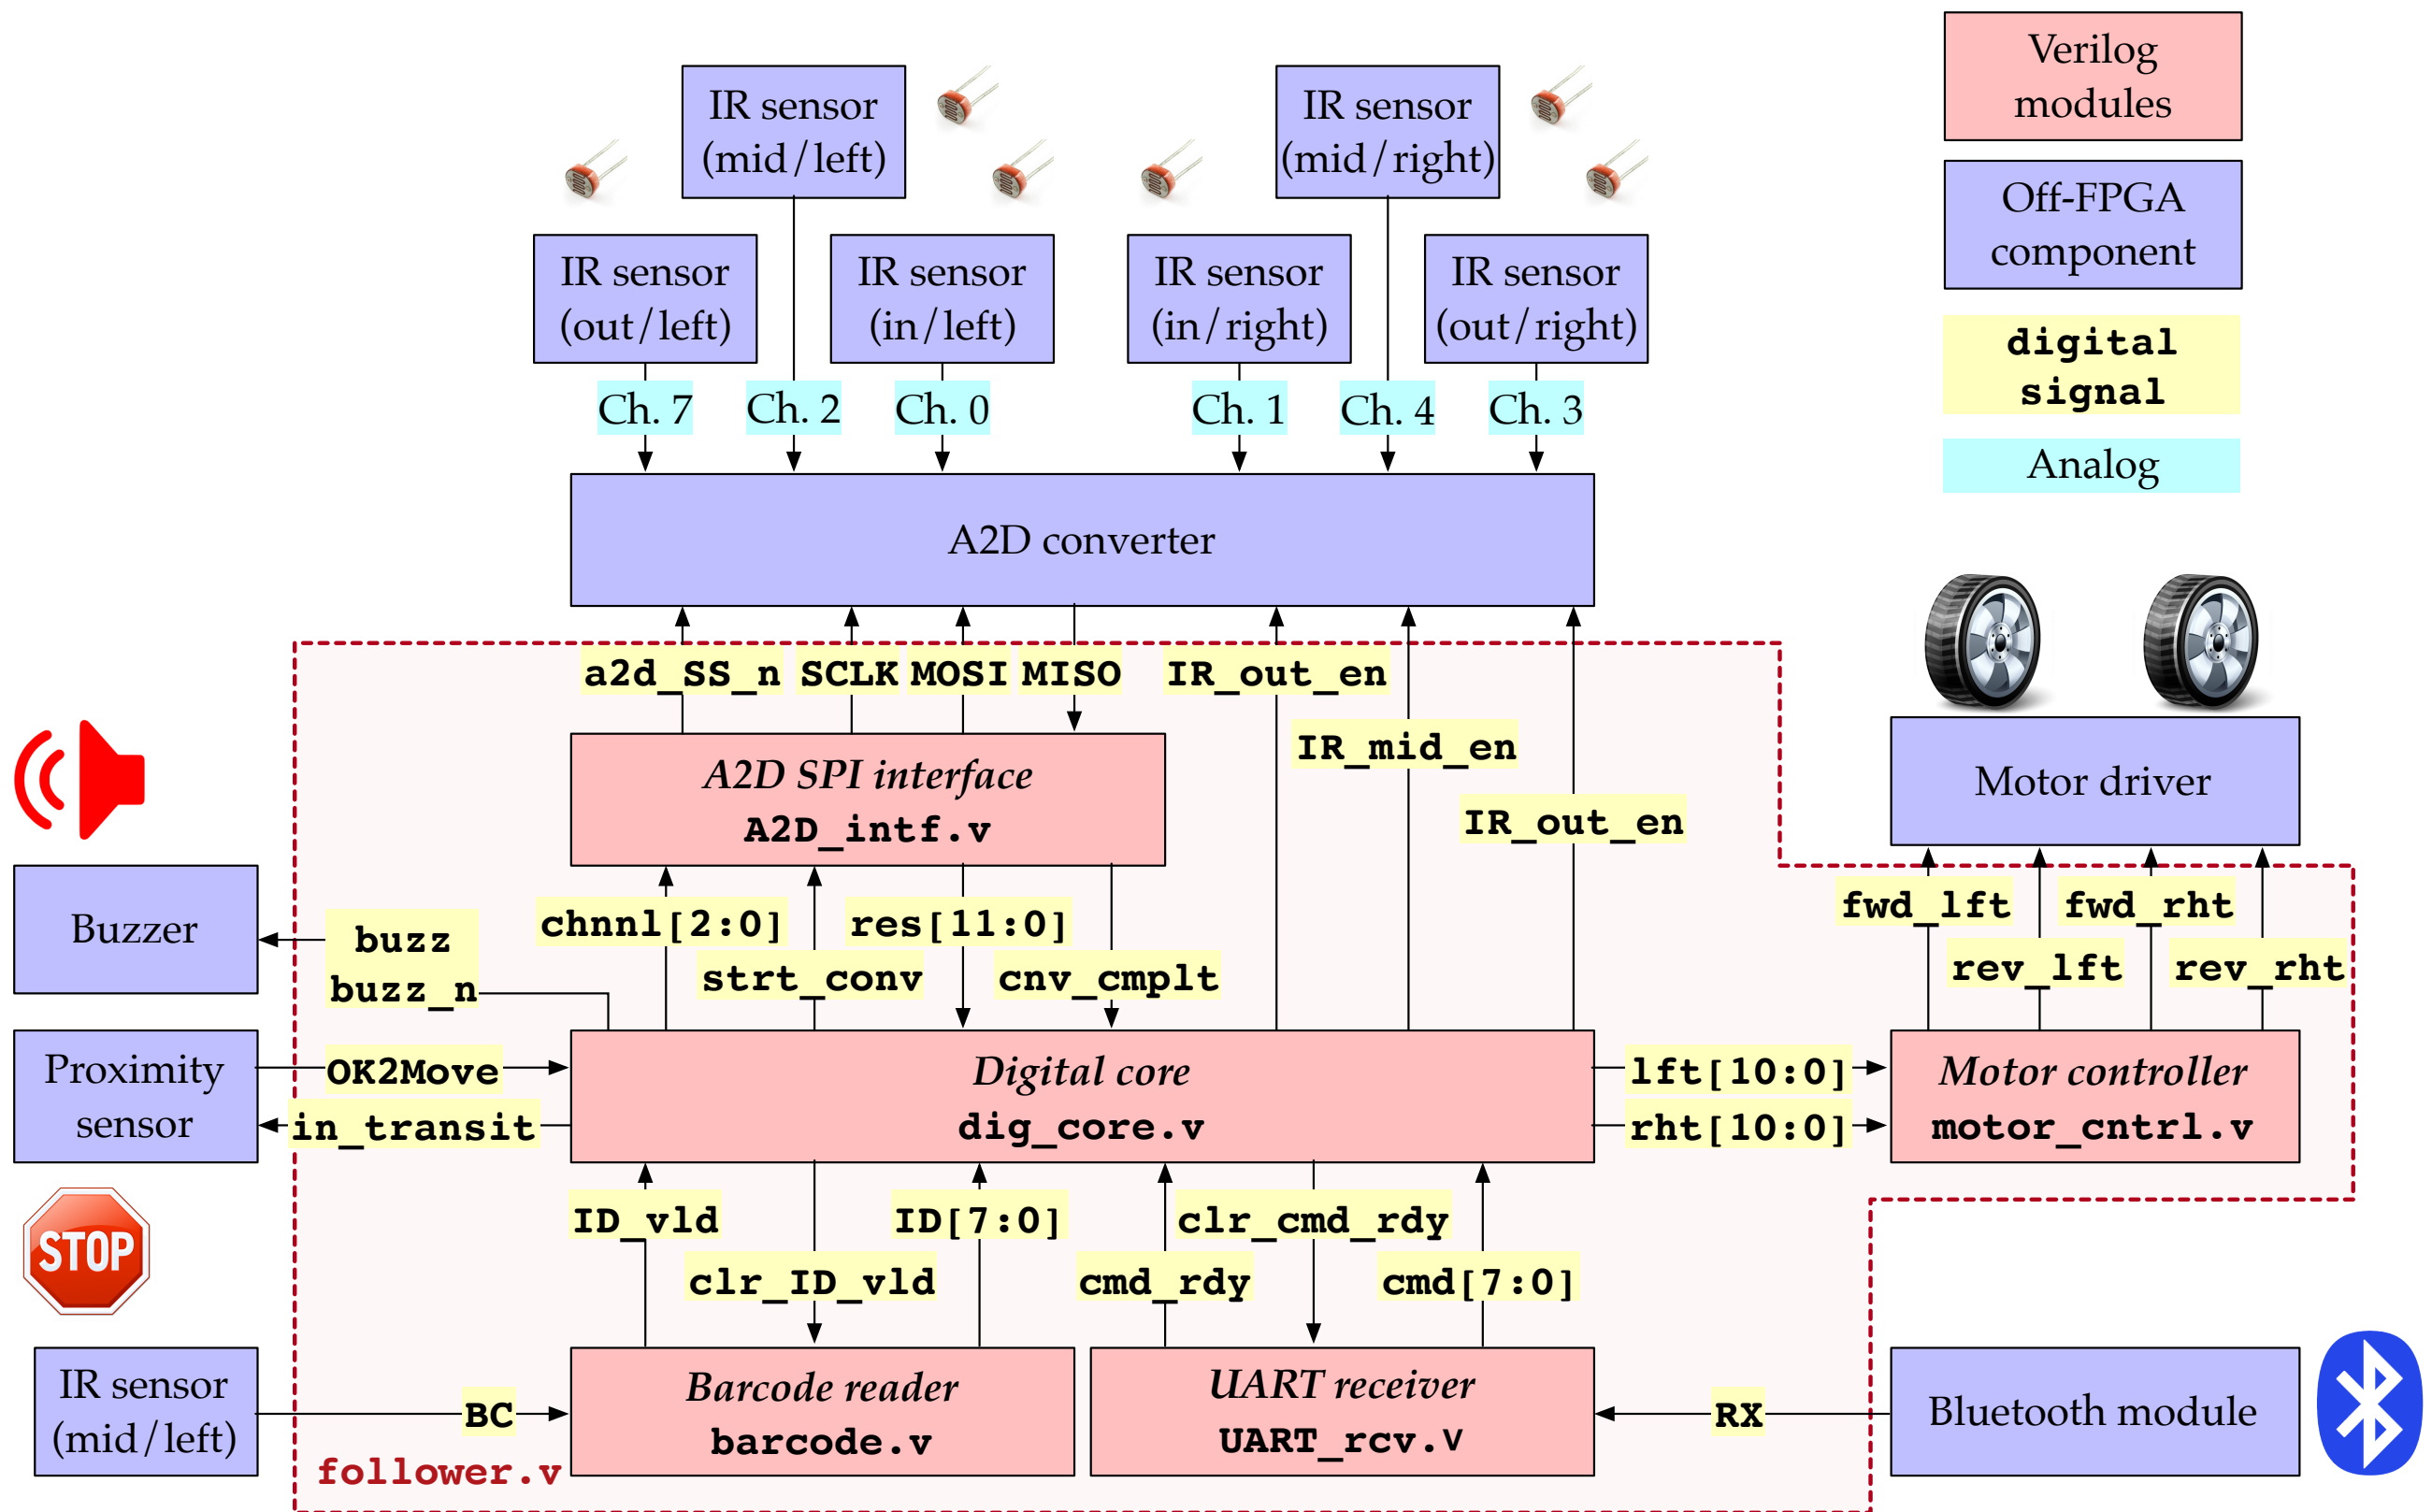 Verilog
modules
Off-FPGA
component
digital
signal
Analog
IR sensor
(mid/left)
IR sensor
(mid/right)
IR sensor
(out/left)
IR sensor
(in/left)
IR sensor
(in/right)
IR sensor
(out/right)
Ch. 7
Ch. 2
Ch. 0
Ch. 1
Ch. 4
Ch. 3
A2D converter
a2d_SS_n
SCLK
MOSI
MISO
IR_out_en
IR_mid_en
IR_out_en
A2D SPI interface
A2D_intf.v
Motor driver
Buzzer
buzz
buzz_n
chnnl[2:0]
strt_conv
res[11:0]
cnv_cmplt
fwd_lft
rev_lft
fwd_rht
rev_rht
Proximity
sensor
OK2Move
in_transit
Digital core
dig_core.v
lft[10:0]
rht[10:0]
Motor controller
motor_cntrl.v
STOP
ID_vld
clr_ID_vld
ID[7:0]
cmd_rdy
clr_cmd_rdy
cmd[7:0]
IR sensor
(mid/left)
BC
Barcode reader
barcode.v
UART receiver
UART_rcv.V
RX
Bluetooth module
follower.v